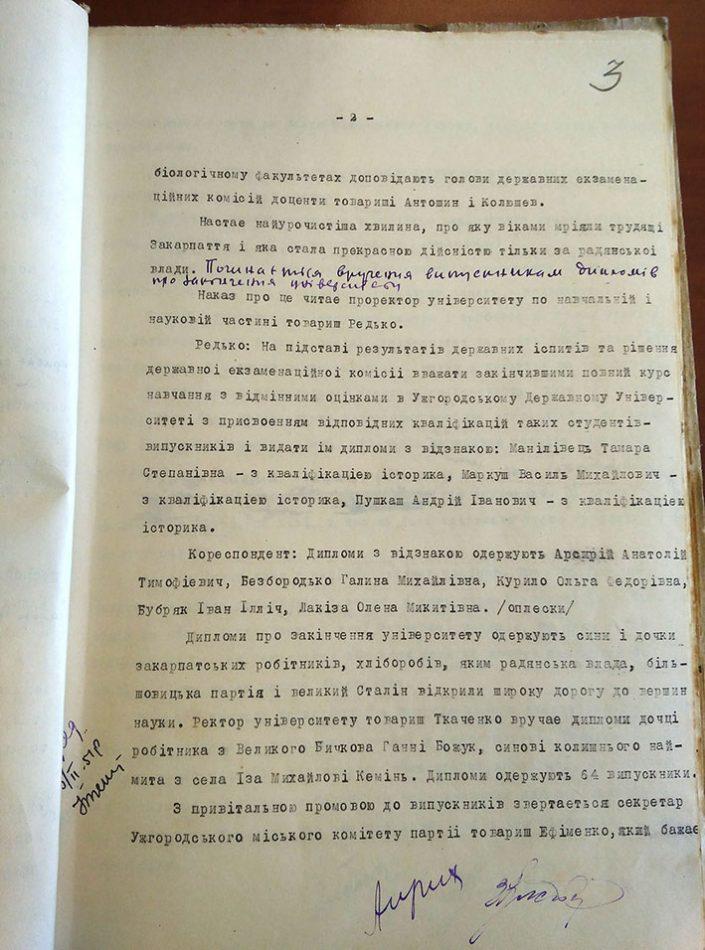 3
- 2 -
біологічному факультетах доповідають голови державних екзамена-
ційних комісій доценти товариші Антошин і Колюшев.
Настає найурочистіша хвилина, про яку віками мріяли трудящі
Закарпаття і яка стала прекрасною дійсністю тільки за радянської
влади. Починається вручення випускникам дипломів
про закінчення університету
Наказ про це читає проректор університету по навчальній і
науковій частині товариш Редько.
Редько: На підставі результатів державних іспитів та рішення
державної екзаменаційної комісії вважати закінчившими повний курс
навчання з відмінними оцінками в Ужгородському Державному Універ-
ситеті з присвоенням відповідних кваліфікацій таких студентів-
випускників і видати їм дипломи з відзнакою: Манілівець Тамара
Степанівна - з кваліфікацією історика, Маркуш Василь Михайлович -
з кваліфікацією історика, Пушкаш Андрій Іванович - з кваліфікацією
історика.
Кореспондент: Дипломи з відзнакою одержують Арсирій Анатолій
Тимофієвич, Безбородько Галина Михайлівна, Курило Ольга Федорівна,
Бубряк Іван Ілліч, Лакіза Олена Микитівна. /оплески/
Дипломи про закінчення університету одержують сини і дочки
закарпатських робітників, хліборобів, яким радянська влада, біль-
шовицька партія і великий Сталін відкрили широку дорогу до вершин
науки. Ректор університету товариш Ткаченко вручає дипломи дочці
робітника з Великого Бичкова Ганні Божук, синові колишнього най-
мита з села Іза Михайлові Кемінь. Дипломи одержують 64 випускники.
З привітальною промовою до випускників звертається секретар
Ужгородського міського комітету партії товариш Ефіменко, який бажає